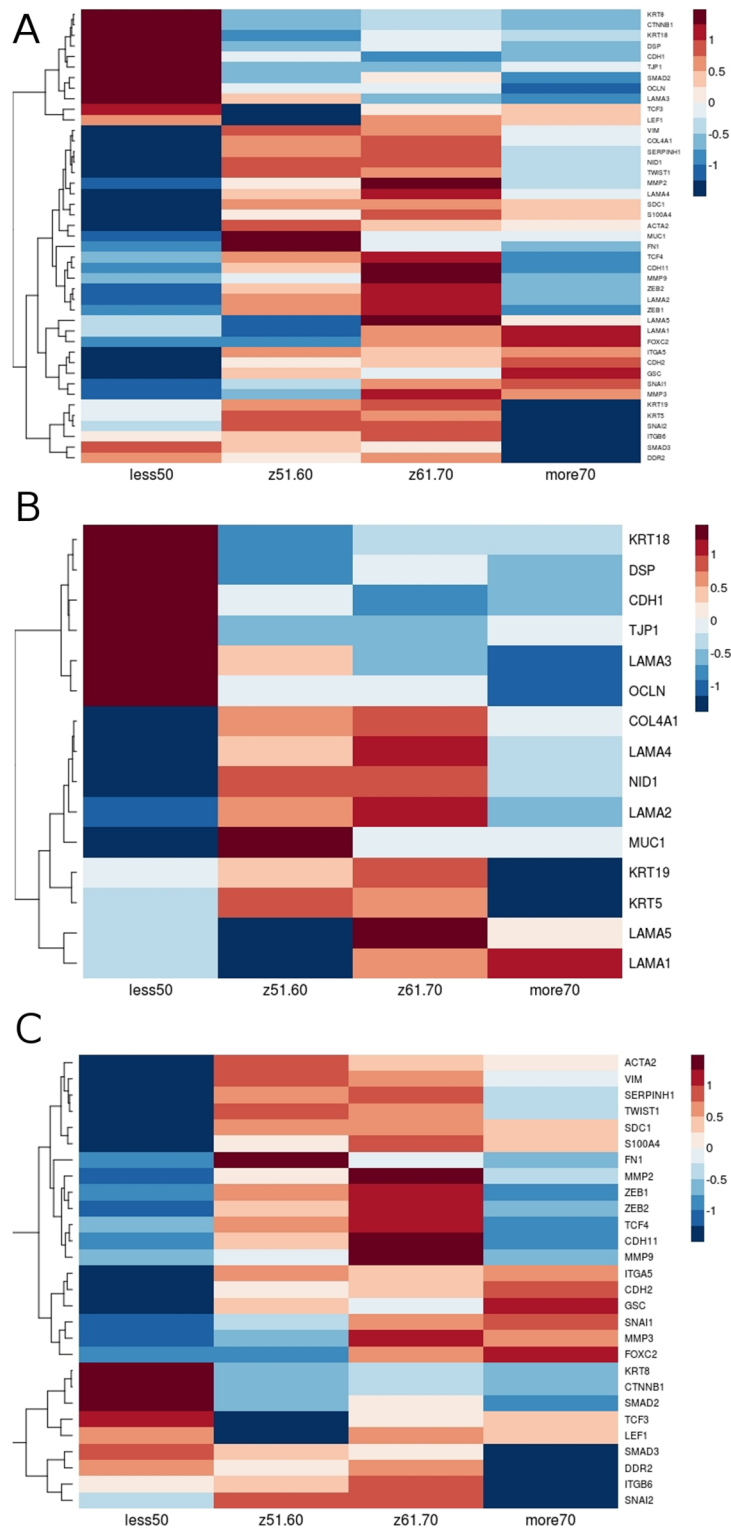 A
KRT8
CTNNB1
KRT18
DSP
CDH1
TJP1
SMAD2
OCLN
LAMA3
TCF3
LEF1
VIM
COL4A1
SERPINH1
NID1
TWIST1
MMP2
LAMA4
SDC1
S100A4
ACTA2
MUC1
FN1
TCF4
CDH11
MMP9
ZEB2
LAMA2
ZEB1
LAMA5
LAMA1
FOXC2
ITGA5
CDH2
GSC
SNAI1
MMP3
KRT19
KRT5
SNAI2
ITGB6
SMAD3
DDR2
1
0.5
0
-0.5
-1
less50 z51.60 z61.70 more70
B
KRT18
DSP
CDH1
TJP1
LAMA3
OCLN
COL4A1
LAMA4
NID1
LAMA2
MUC1
KRT19
KRT5
LAMA5
LAMA1
1
0.5
0
-0.5
-1
less50 z51.60 z61.70 more70
C
ACTA2
VIM
SERPINH1
TWIST1
SDC1
S100A4
FN1
MMP2
ZEB1
ZEB2
TCF4
CDH11
MMP9
ITGA5
CDH2
GSC
SNAI1
MMP3
FOXC2
KRT8
CTNNB1
SMAD2
TCF3
LEF1
SMAD3
DDR2
ITGB6
SNAI2
1
0.5
0
-0.5
-1
less50 z51.60 z61.70 more70